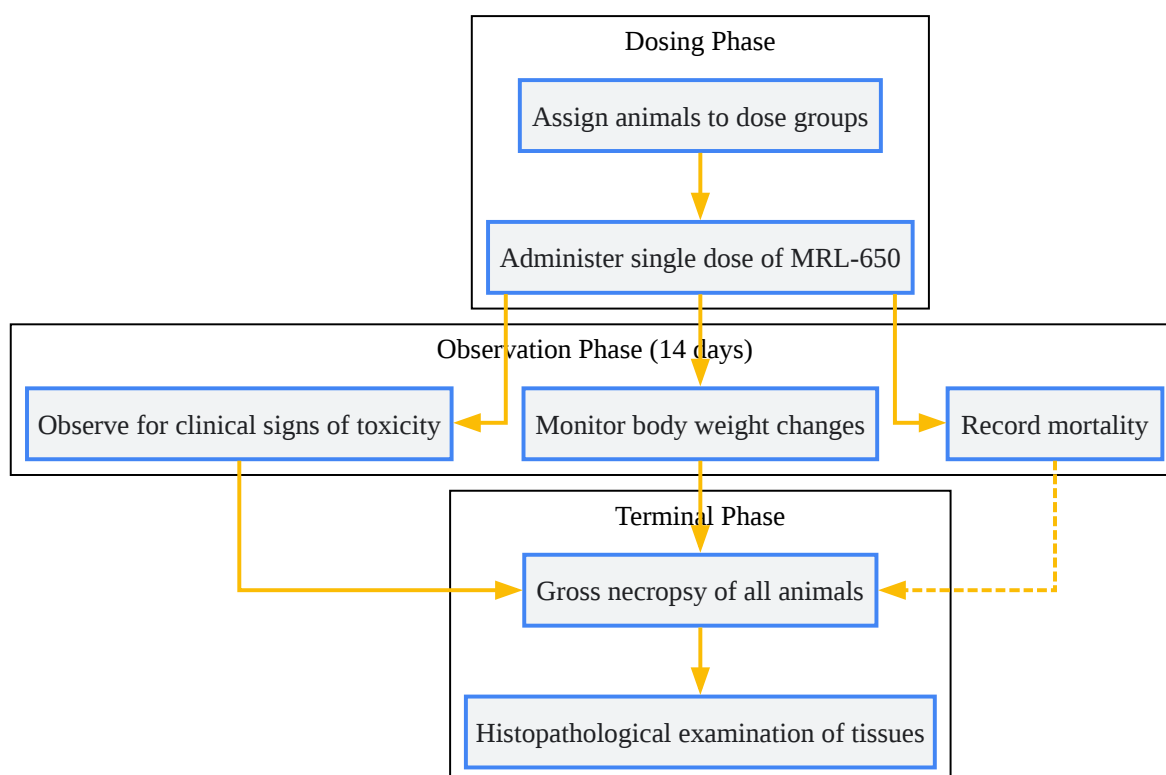 Dosing Phase
Assign animals to dose groups
Administer single dose of MRL-650
Observation Phase (14 days)
Observe for clinical signs of toxicity
Monitor body weight changes
Record mortality
Terminal Phase
Gross necropsy of all animals
Histopathological examination of tissues